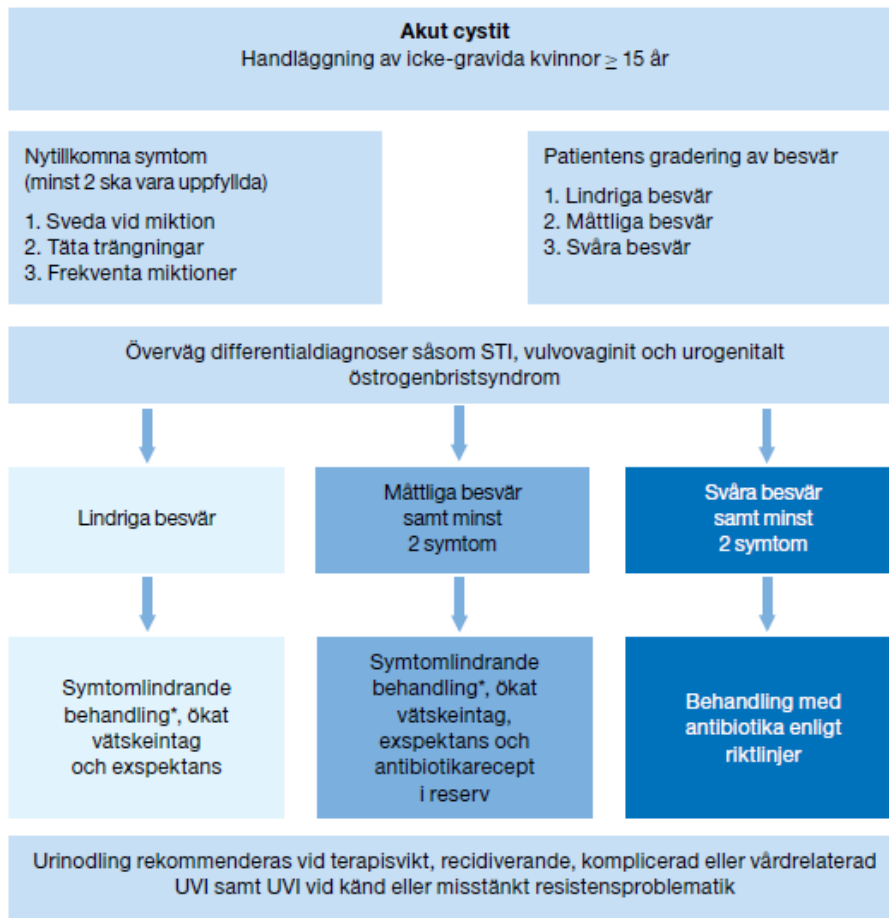 Akut cystit
Handläggning av icke-gravida kvinnor ≥ 15 år
Nytillkomna symtom
(minst 2 ska vara uppfyllda)
1. Sveda vid miktion
2. Täta trängningar
3. Frekventa miktioner
Patientens gradering av besvär
1. Lindriga besvär
2. Måttliga besvär
3. Svåra besvär
Överväg differentialdiagnoser såsom STI, vulvovaginit och urogenitalt
östrogenbristsyndrom
Lindriga besvär
Måttliga besvär
samt minst
2 symtom
Svåra besvär
samt minst
2 symtom
Symtomlindrande
behandling*, ökat
vätskeintag
och exspektans
Symtomlindrande
behandling*, ökat
vätskeintag,
exspektans och
antibiotikarecept
i reserv
Behandling med
antibiotika enligt
riktlinjer
Urinodling rekommenderas vid terapisvikt, recidiverande, komplicerad eller vårdrelaterad
UVI samt UVI vid känd eller misstänkt resistensproblematik